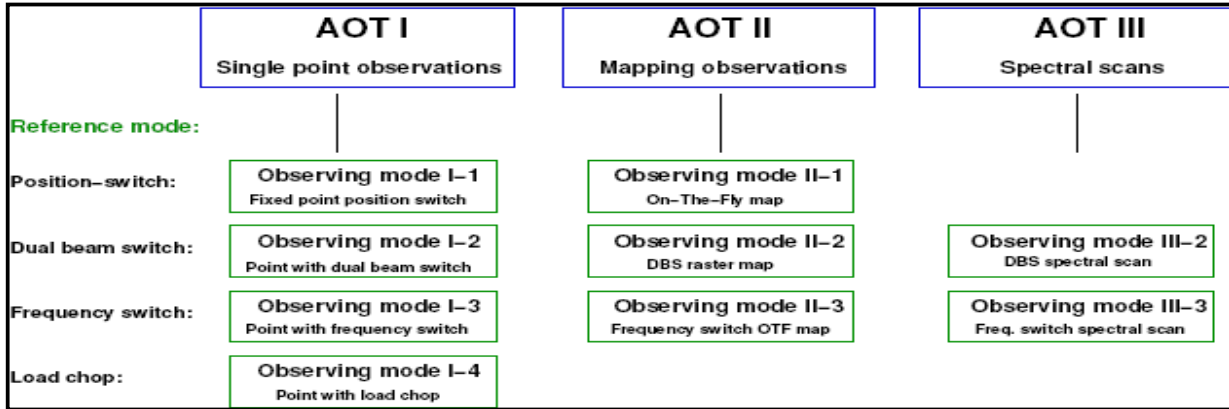 AOT I
AOT II
AOT III
Single point observations
Mapping observations
Spectral scans
Reference mode:
Position-switch:
Observing mode I-1
Fixed point position switch
Observing mode II-1
On-The-Fly map
Dual beam switch:
Observing mode I-2
Point with dual beam switch
Observing mode II-2
DBS raster map
Observing mode III-2
DBS spectral scan
Frequency switch:
Observing mode I-3
Point with frequency switch
Observing mode II-3
Frequency switch OTF map
Observing mode III-3
Freq. switch spectral scan
Load chop:
Observing mode I-4
Point with load chop